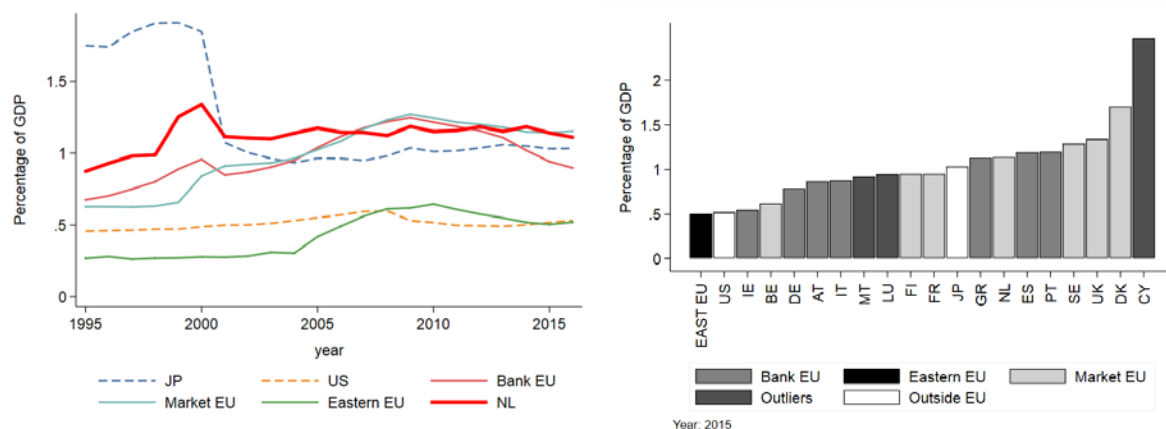 Percentage of GDP
1.5
1
.5
0
1995
2000
2005
2010
2015
year
JP
US
Bank EU
Market EU
Eastern EU
NL
Percentage of GDP
2
1.5
1
.5
0
EAST EU
US
IE
BE
DE
AT
IT
MT
LU
FI
FR
JP
GR
NL
ES
PT
SE
UK
DK
CY
Bank EU
Eastern EU
Market EU
Outliers
Outside EU
Year: 2015